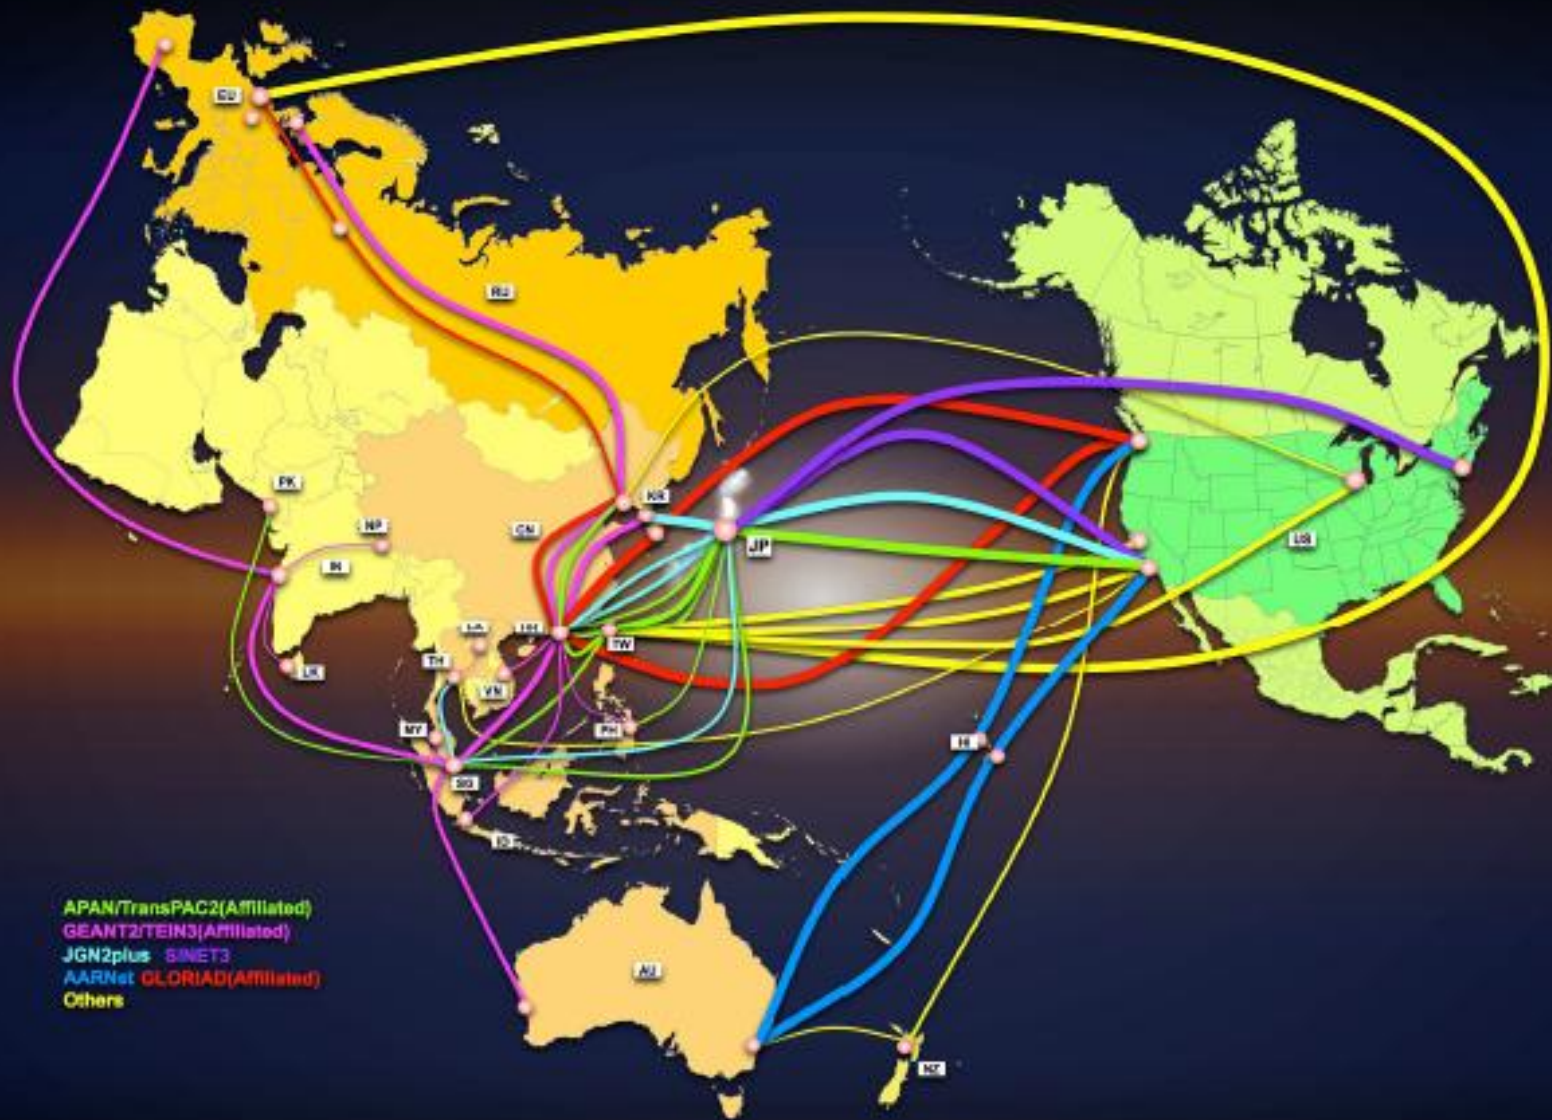 EU
RU
PK
KR
NP
CN
JP
US
IN
HK
TW
LK
TH
VN
MY
PH
HI
SG
ID
APAN/TransPAC2(Affiliated)
GEANT2/TEIN3(Affiliated)
JGN2plus SINET3
AU
AARNet GLORIAD(Affiliated)
Others
NZ